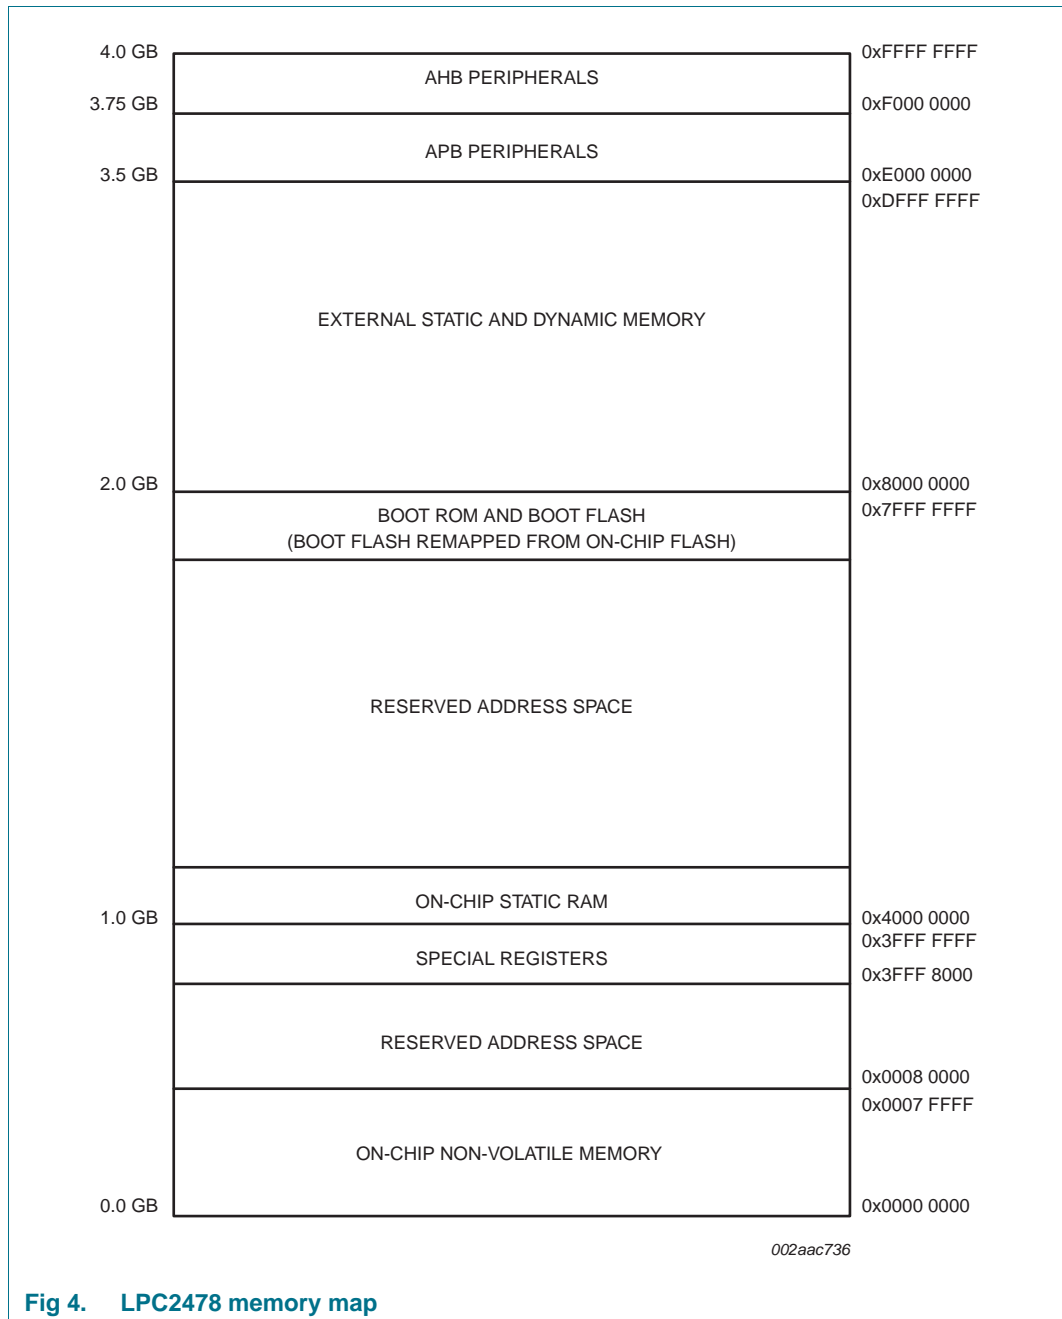 4.0 GB
0xFFFF FFFF
AHB PERIPHERALS
3.75 GB
0xF000 0000
APB PERIPHERALS
3.5 GB
0xE000 0000
0xDFFF FFFF
EXTERNAL STATIC AND DYNAMIC MEMORY
2.0 GB
0x8000 0000
0x7FFF FFFF
BOOT ROM AND BOOT FLASH
(BOOT FLASH REMAPPED FROM ON-CHIP FLASH)
RESERVED ADDRESS SPACE
ON-CHIP STATIC RAM
1.0 GB
0x4000 0000
0x3FFF FFFF
SPECIAL REGISTERS
0x3FFF 8000
RESERVED ADDRESS SPACE
0x0008 0000
0x0007 FFFF
ON-CHIP NON-VOLATILE MEMORY
0.0 GB
0x0000 0000
002aac736
Fig 4. LPC2478 memory map